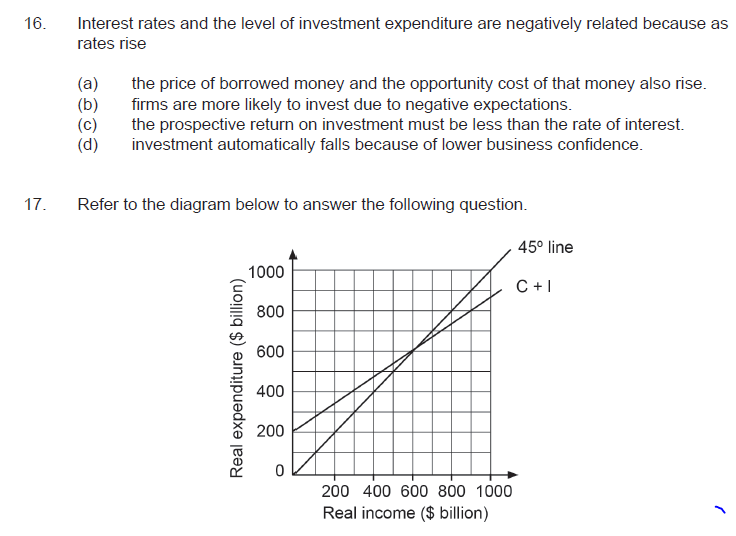 16. Interest rates and the level of investment expenditure are negatively related because as
rates rise
(a) the price of borrowed money and the opportunity cost of that money also rise.
(b) firms are more likely to invest due to negative expectations.
(c) the prospective return on investment must be less than the rate of interest.
(d) investment automatically falls because of lower business confidence.
17. Refer to the diagram below to answer the following question.
45º line
C + I
Real expenditure ($ billion)
1000
800
600
400
200
0
200 400 600 800 1000
Real income ($ billion)